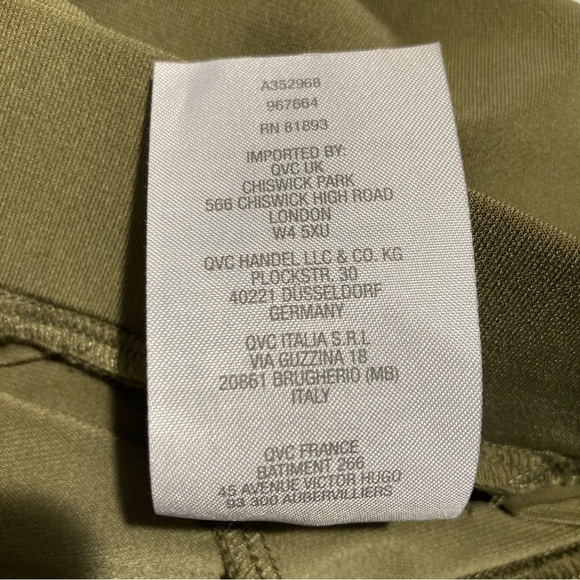 A352968
967664
RN 81893
IMPORTED BY:
QVC UK
CHISWICK PARK
566 CHISWICK HIGH ROAD
LONDON
W4 5XU
QVC HANDEL LLC & CO. KG
PLOCKSTR. 30
40221 DÜSSELDORF
GERMANY
QVC ITALIA S.R.L
VIA GUZZINA 18
20861 BRUGHERIO (MB)
ITALY
QVC FRANCE
BATIMENT 266
45 AVENUE VICTOR HUGO
93 300 AUBERVILLIERS